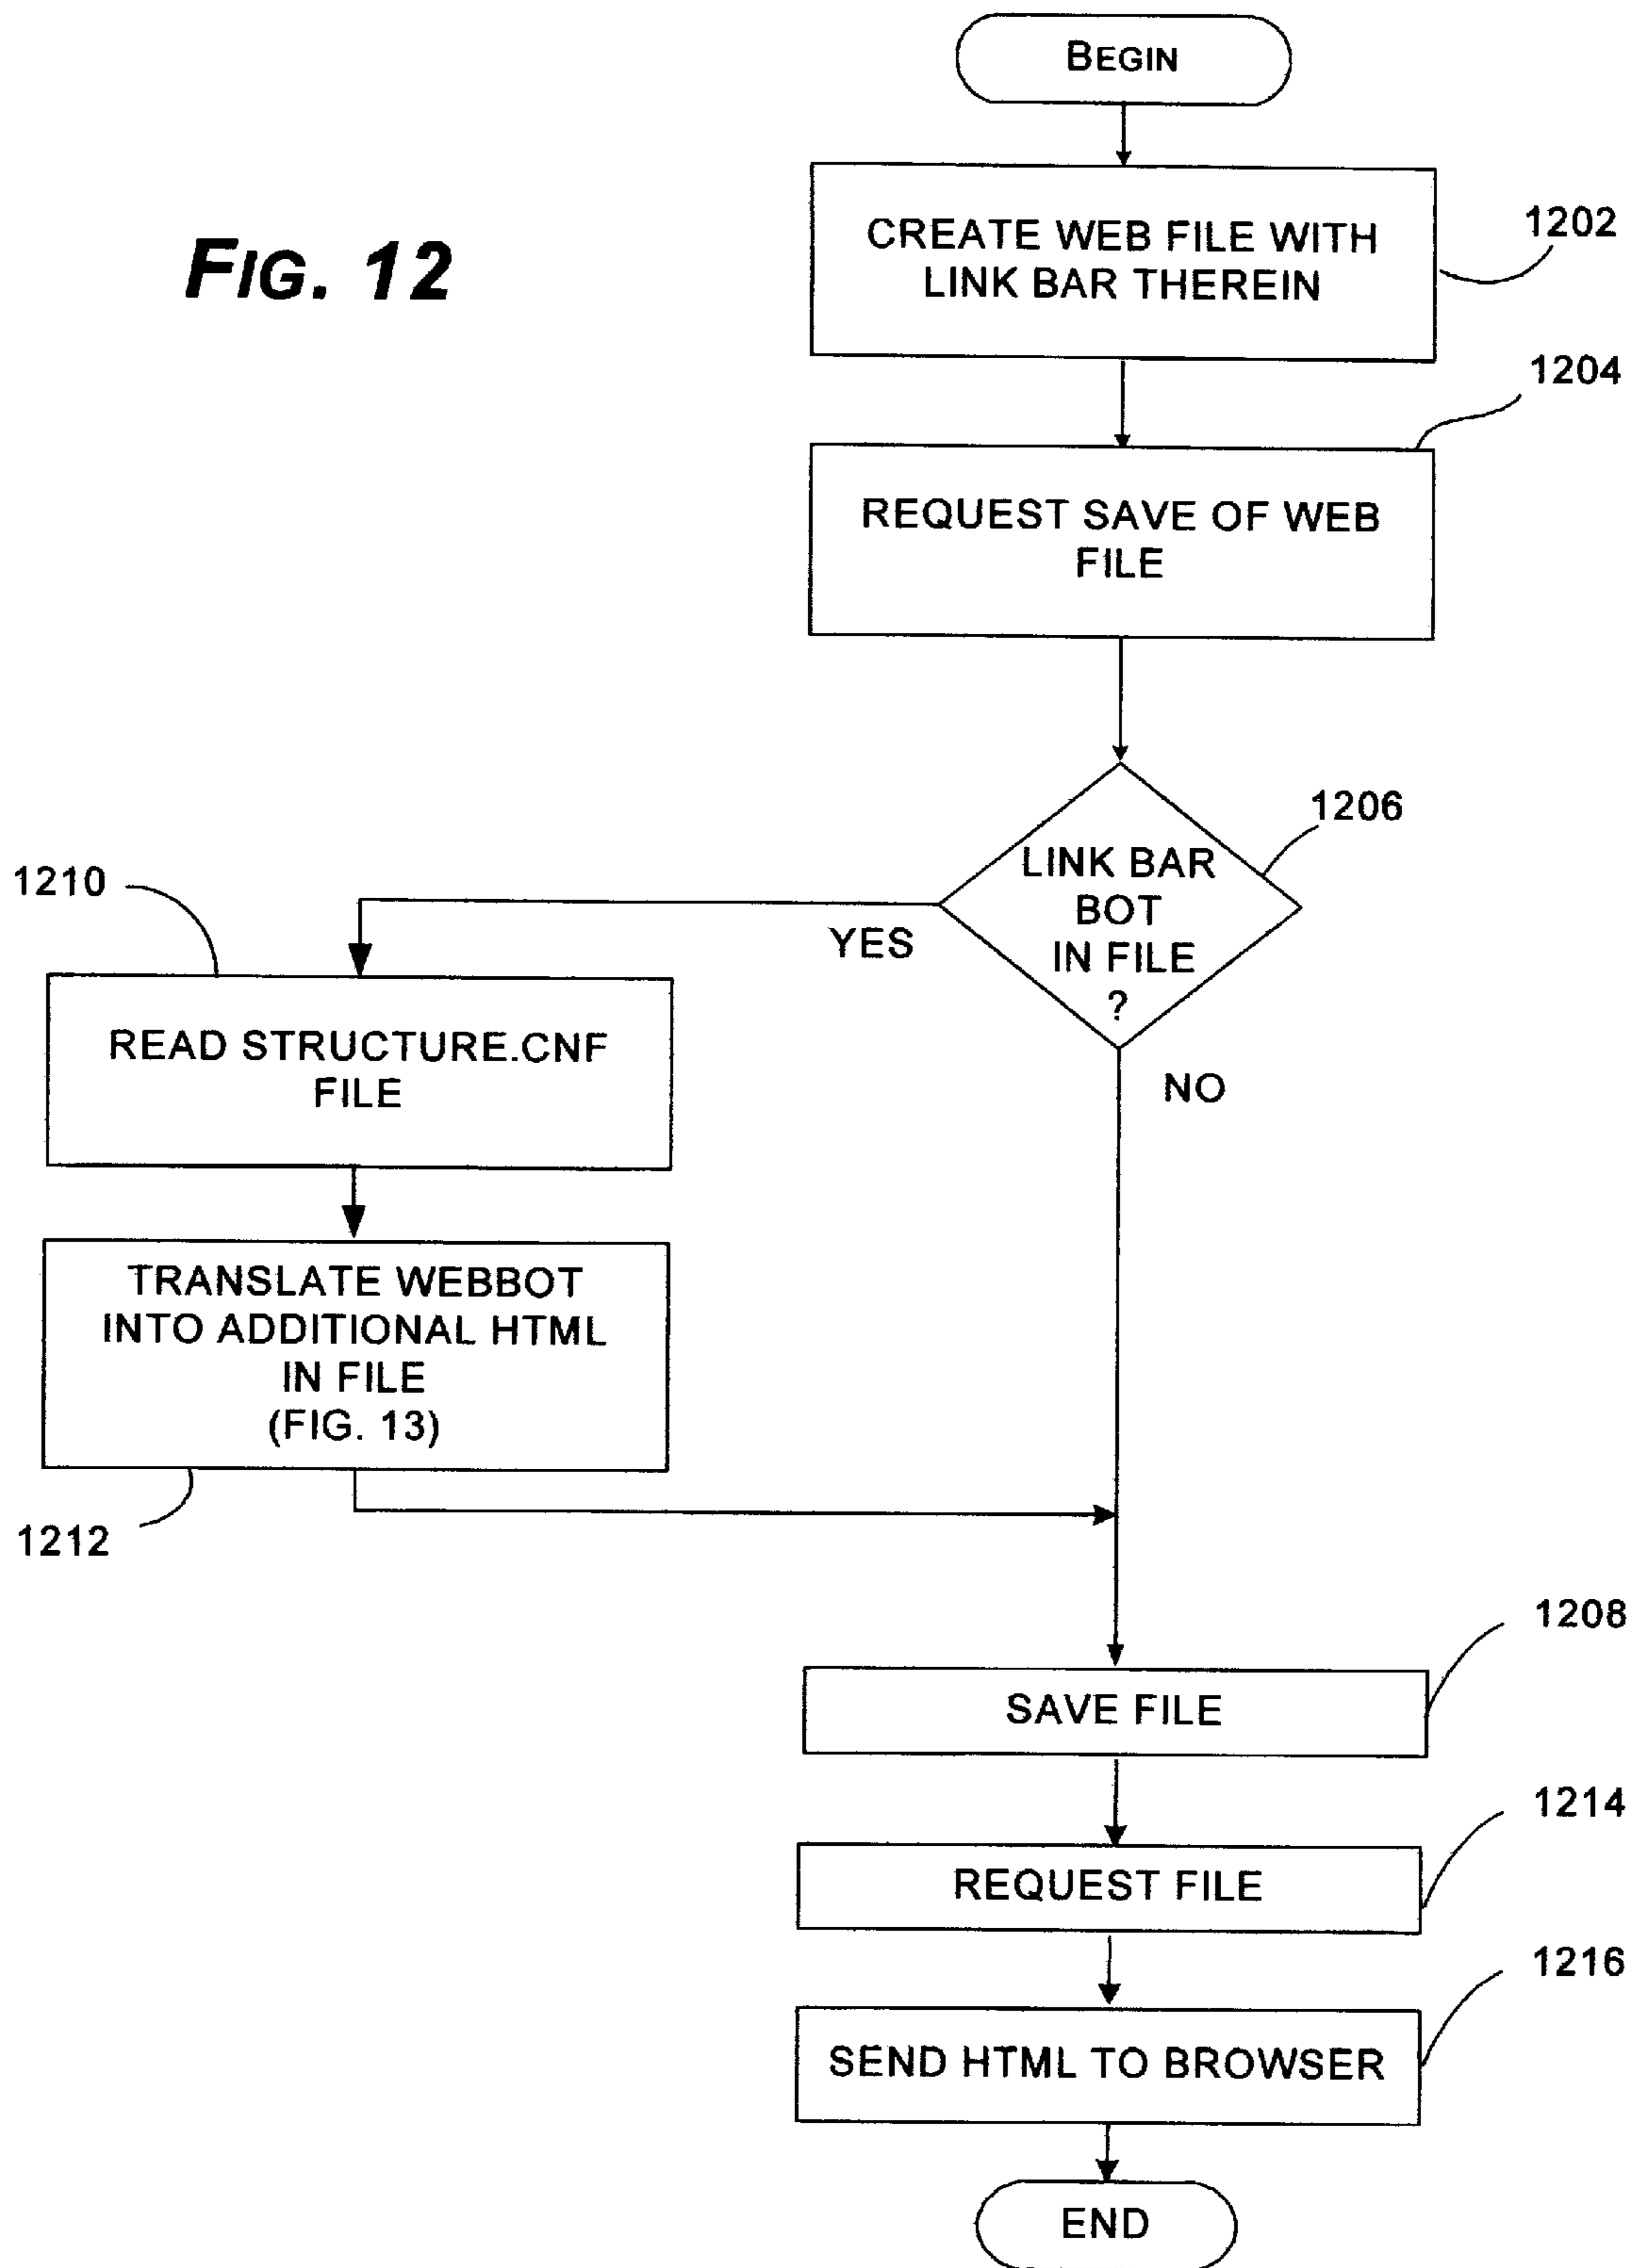 BEGIN
FIG. 12
CREATE WEB FILE WITH
LINK BAR THEREIN
1202
1204
REQUEST SAVE OF WEB
FILE
1206
LINK BAR
BOT
IN FILE
?
YES
NO
1210
READ STRUCTURE.CNF
FILE
TRANSLATE WEBBOT
INTO ADDITIONAL HTML
IN FILE
(FIG. 13)
1212
1208
SAVE FILE
1214
REQUEST FILE
1216
SEND HTML TO BROWSER
END